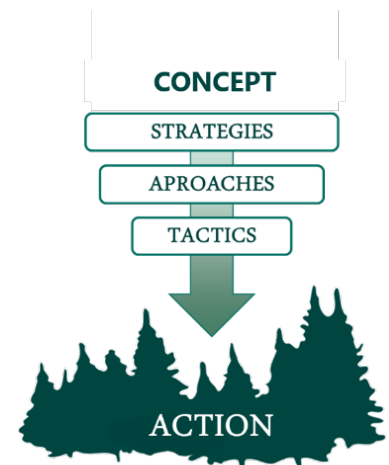 CONCEPT
STRATEGIES
APROACHES
TACTICS
ACTION